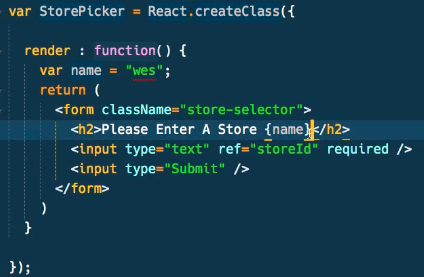 var StorePicker = React.createClass({
render : function() {
var name = "wes";
return (
<form className="store-selector">
<h2>Please Enter A Store {name}</h2>
<input type="text" ref="storeId" required />
<input type="Submit" />
</form>
)
}
});